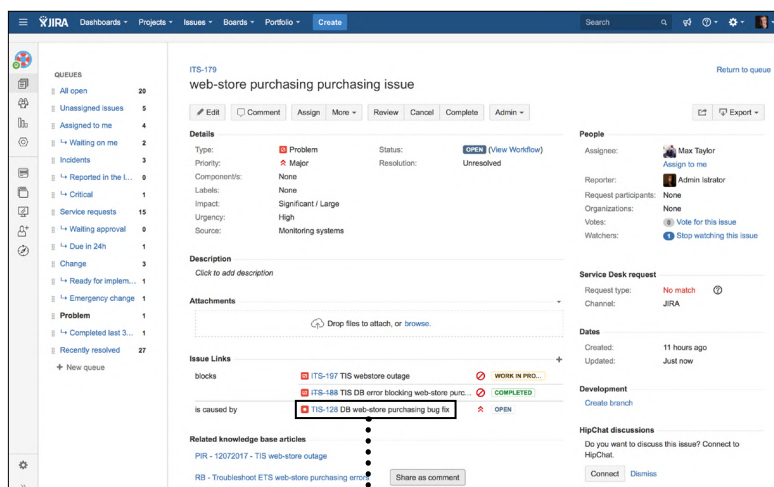 JIRA Dashboards Projects Issues Boards Portfolio Create Search
QUEUES
All open 20
Unassigned issues 5
Assigned to me 4
Waiting on me 2
Incidents 3
Reported in the l... 0
Critical 1
Service requests 15
Waiting approval 0
Due in 24h 1
Change 3
Ready for implem... 1
Emergency change 1
Problem 1
Completed last 3... 1
Recently resolved 27
+ New queue
ITS-179
Return to queue
web-store purchasing purchasing issue
Edit Comment Assign More Review Cancel Complete Admin Export
Details
Type: Problem Status: OPEN (View Workflow)
Priority: Major Resolution: Unresolved
Component/s: None
Labels: None
Impact: Significant / Large
Urgency: High
Source: Monitoring systems
Description
Click to add description
Attachments
Drop files to attach, or browse.
Issue Links +
blocks ITS-197 TIS webstore outage WORK IN PRO...
ITS-188 TIS DB error blocking web-store purc... COMPLETED
is caused by TIS-128 DB web-store purchasing bug fix OPEN
Related knowledge base articles
PIR - 12072017 - TIS web-store outage
RB - Troubleshoot ETS web-store purchasing errors
Share as comment
People
Assignee: Max Taylor
Assign to me
Reporter: Admin Istrator
Request participants: None
Organizations: None
Votes: 0 Vote for this issue
Watchers: 1 Stop watching this issue
Service Desk request
Request type: No match
Channel: JIRA
Dates
Created: 11 hours ago
Updated: Just now
Development
Create branch
HipChat discussions
Do you want to discuss this issue? Connect to
HipChat.
Connect Dismiss